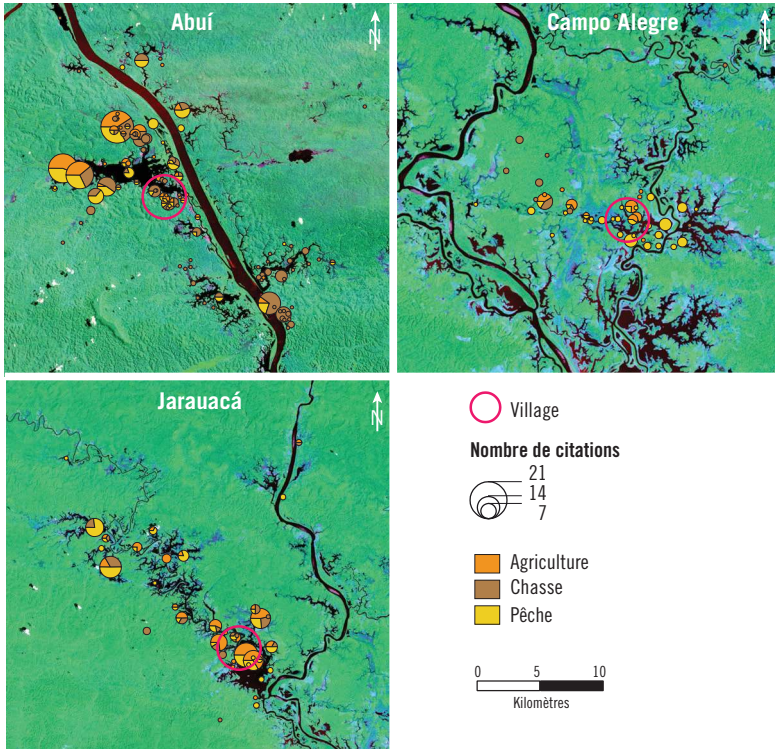 Abuí
N
Campo Alegre
N
Jarauacá
N
Village
Nombre de citations
21
14
7
Agriculture
Chasse
Pêche
0 5 10
Kilomètres